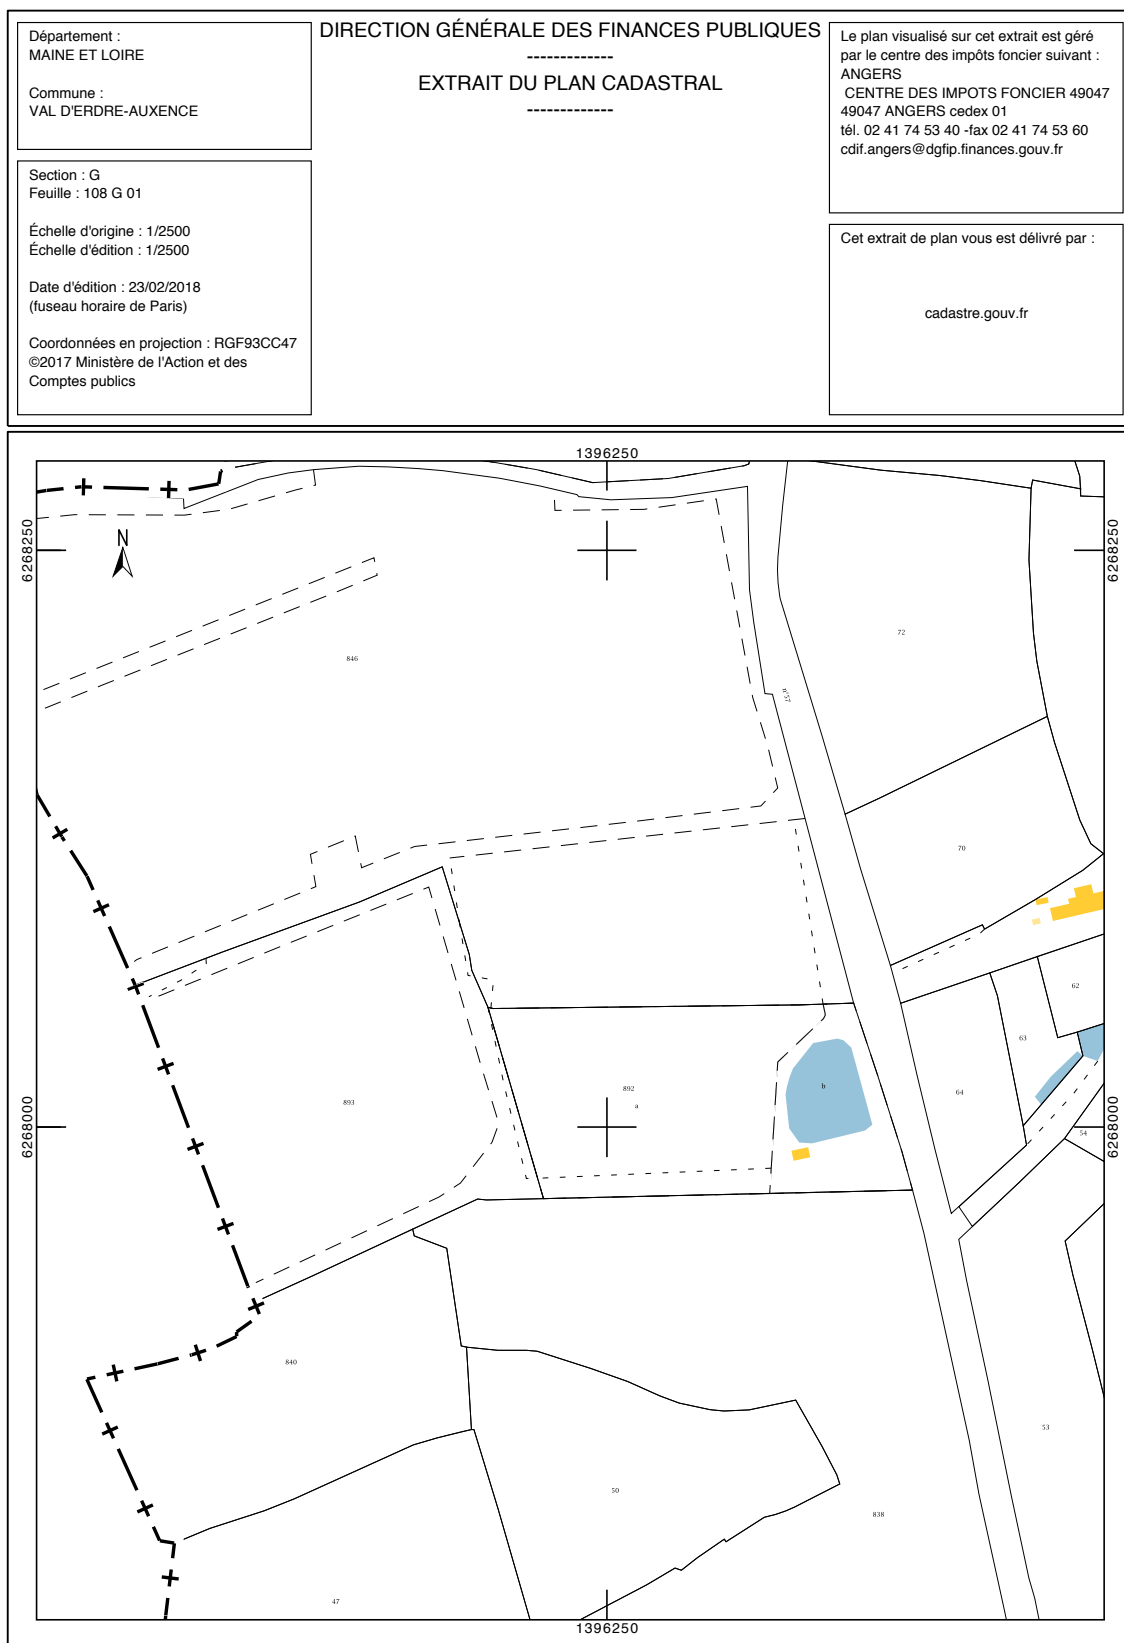 Département :
MAINE ET LOIRE
Commune :
VAL D'ERDRE-AUXENCE
Section : G
Feuille : 108 G 01
Échelle d'origine : 1/2500
Échelle d'édition : 1/2500
Date d'édition : 23/02/2018
(fuseau horaire de Paris)
Coordonnées en projection : RGF93CC47
©2017 Ministère de l'Action et des
Comptes publics
DIRECTION GÉNÉRALE DES FINANCES PUBLIQUES
-------------
EXTRAIT DU PLAN CADASTRAL
-------------
Le plan visualisé sur cet extrait est géré
par le centre des impôts foncier suivant :
ANGERS
CENTRE DES IMPOTS FONCIER 49047
49047 ANGERS cedex 01
tél. 02 41 74 53 40 -fax 02 41 74 53 60
cdif.angers@dgfip.finances.gouv.fr
Cet extrait de plan vous est délivré par :
cadastre.gouv.fr
1396250
6268250
N
6268250
72
846
n°57
70
62
63
892
b
64
893
a
6268000
54
6268000
840
53
50
838
47
1396250